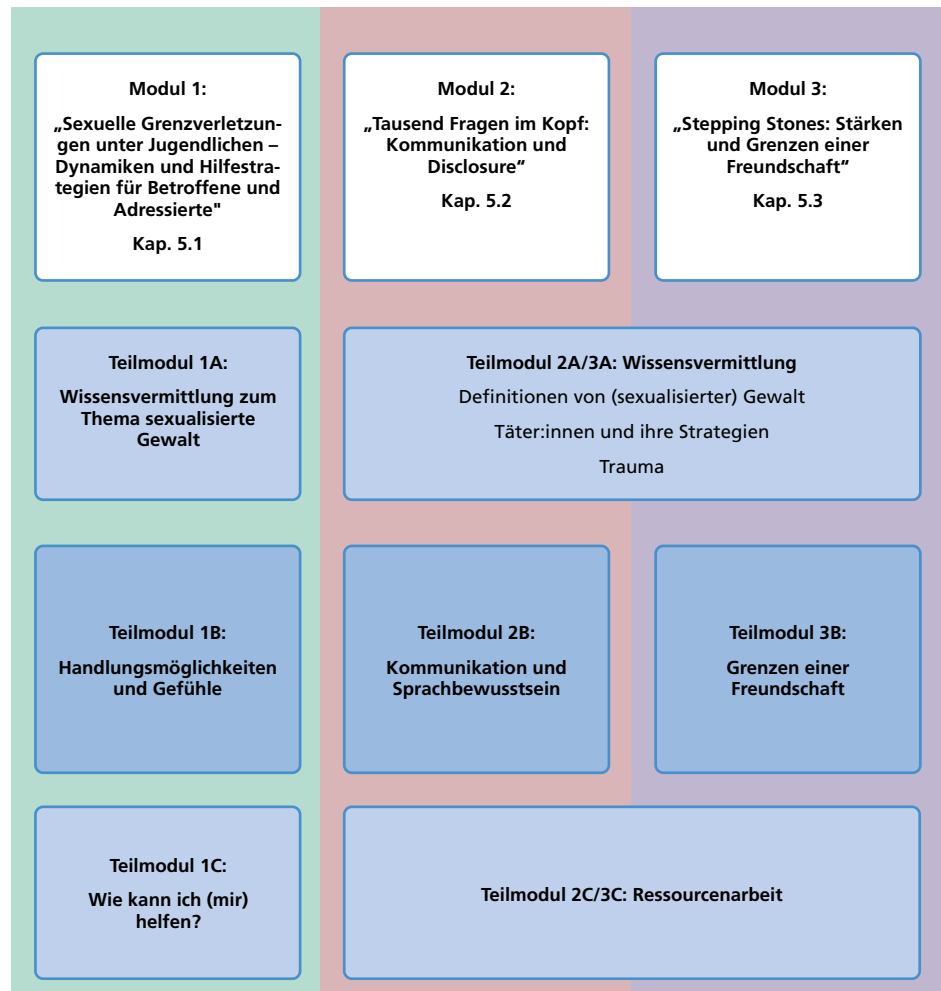 Modul 1:
„Sexuelle Grenzverletzun-
gen unter Jugendlichen –
Dynamiken und Hilfestra-
tegien für Betroffene und
Adressierte"
Kap. 5.1
Modul 2:
„Tausend Fragen im Kopf:
Kommunikation und
Disclosure“
Kap. 5.2
Modul 3:
„Stepping Stones: Stärken
und Grenzen einer
Freundschaft“
Kap. 5.3
Teilmodul 1A:
Wissensvermittlung zum
Thema sexualisierte
Gewalt
Teilmodul 2A/3A: Wissensvermittlung
Definitionen von (sexualisierter) Gewalt
Täter:innen und ihre Strategien
Trauma
Teilmodul 1B:
Handlungsmöglichkeiten
und Gefühle
Teilmodul 2B:
Kommunikation und
Sprachbewusstsein
Teilmodul 3B:
Grenzen einer
Freundschaft
Teilmodul 1C:
Wie kann ich (mir)
helfen?
Teilmodul 2C/3C: Ressourcenarbeit